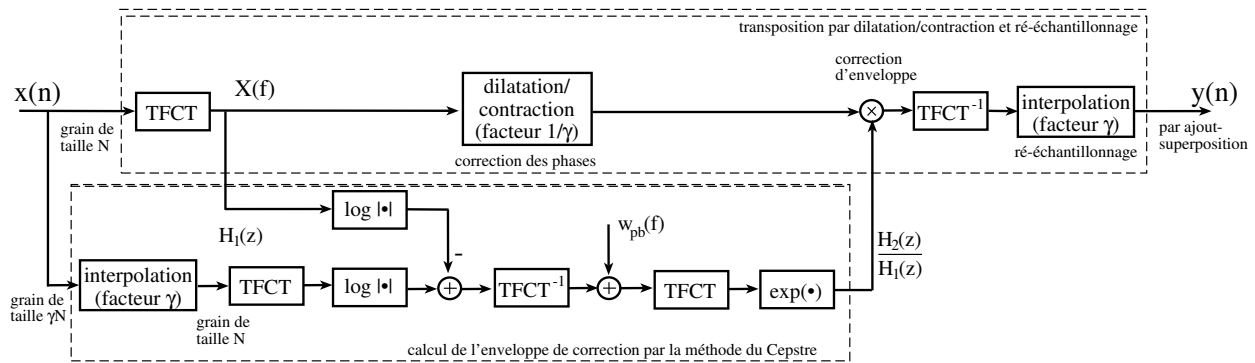 transposition par dilatation/contraction et ré-échantillonnage
x(n)
grain de
taille N
TFCT
X(f)
dilatation/
contraction
(facteur 1/γ)
correction des phases
correction
d'enveloppe
×
TFCT⁻¹
interpolation
(facteur γ)
ré-échantillonnage
y(n)
par ajout-
superposition
log |•|
H₁(z)
-
w_pb(f)
H₂(z)
H₁(z)
grain de
taille γN
interpolation
(facteur γ)
grain de
taille N
TFCT
log |•|
+
TFCT⁻¹
+
TFCT
exp(•)
calcul de l'enveloppe de correction par la méthode du Cepstre